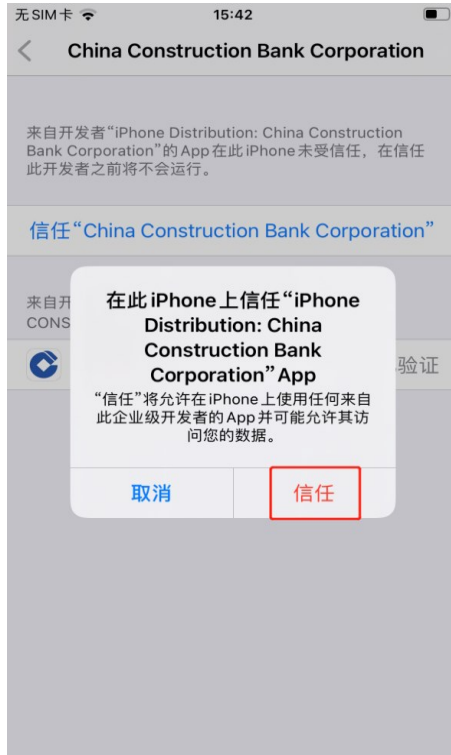 无SIM卡 15:42
China Construction Bank Corporation
来自开发者“iPhone Distribution: China Construction
Bank Corporation”的App在此iPhone未受信任，在信任
此开发者之前将不会运行。
信任“China Construction Bank Corporation”
来自开
CONS
验证
在此iPhone上信任“iPhone
Distribution: China
Construction Bank
Corporation”App
“信任”将允许在iPhone上使用任何来自
此企业级开发者的App并可能允许其访
问您的数据。
取消 信任